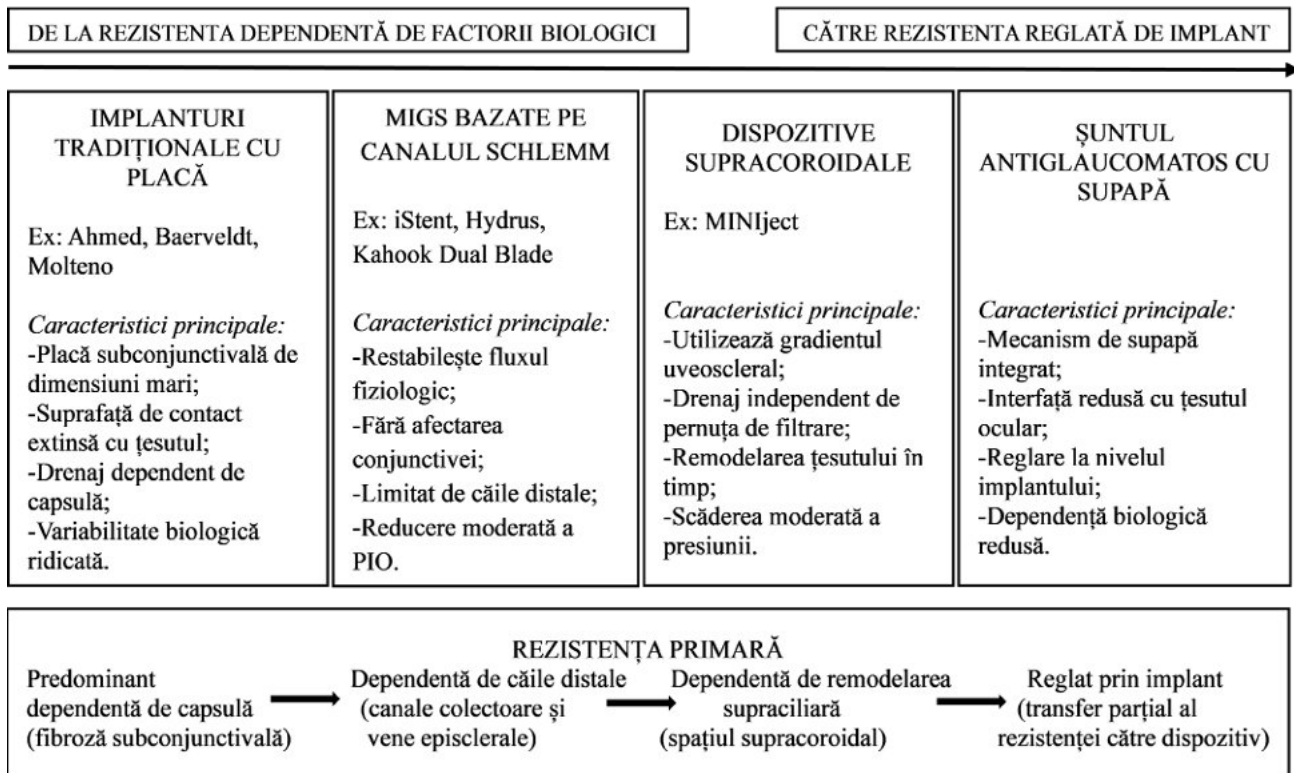 DE LA REZISTENTA DEPENDENTĂ DE FACTORII BIOLOGICI
CĂTRE REZISTENTA REGLATĂ DE IMPLANT
IMPLANTURI
TRADIȚIONALE CU
PLACĂ
Ex: Ahmed, Baerveldt,
Molteno
Caracteristici principale:
-Placă subconjunctivală de
dimensiuni mari;
-Suprafață de contact
extinsă cu țesutul;
-Drenaj dependent de
capsulă;
-Variabilitate biologică
ridicată.
MIGS BAZATE PE
CANALUL SCHLEMM
Ex: iStent, Hydrus,
Kahook Dual Blade
Caracteristici principale:
-Restabilește fluxul
fiziologic;
-Fără afectarea
conjunctivei;
-Limitat de căile distale;
-Reducere moderată a
PIO.
DISPOZITIVE
SUPRACOROIDALE
Ex: MINIject
Caracteristici principale:
-Utilizează gradientul
uveoscleral;
-Drenaj independent de
pernuța de filtrare;
-Remodelarea țesutului în
timp;
-Scăderea moderată a
presiunii.
ȘUNTUL
ANTIGLAUCOMATOS CU
SUPAPĂ
Caracteristici principale:
-Mecanism de supapă
integrat;
-Interfață redusă cu țesutul
ocular;
-Reglare la nivelul
implantului;
-Dependență biologică
redusă.
REZISTENȚA PRIMARĂ
Predominant
dependentă de capsulă
(fibroză subconjunctivală)
Dependentă de căile distale
(canale colectoare și
vene episclerale)
Dependentă de remodelarea
supraciliară
(spațiul supracoroidal)
Reglat prin implant
(transfer parțial al
rezistenței către dispozitiv)